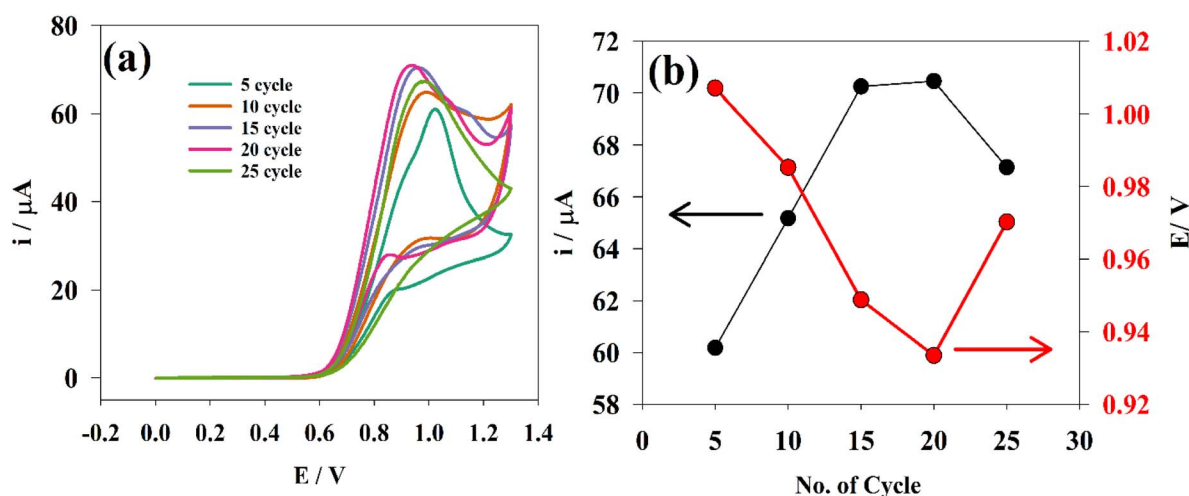 (a)
80
60
40
20
0
i / µA
5 cycle
10 cycle
15 cycle
20 cycle
25 cycle
-0.2 0.0 0.2 0.4 0.6 0.8 1.0 1.2 1.4
E / V
(b)
72
70
68
66
64
62
60
58
i / µA
1.02
1.00
0.98
0.96
0.94
0.92
E/ V
0 5 10 15 20 25 30
No. of Cycle